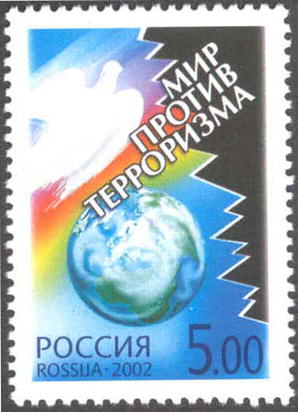 МИР
ПРОТИВ
ТЕРРОРИЗМА
РОССИЯ
ROSSIJA · 2002
5.00